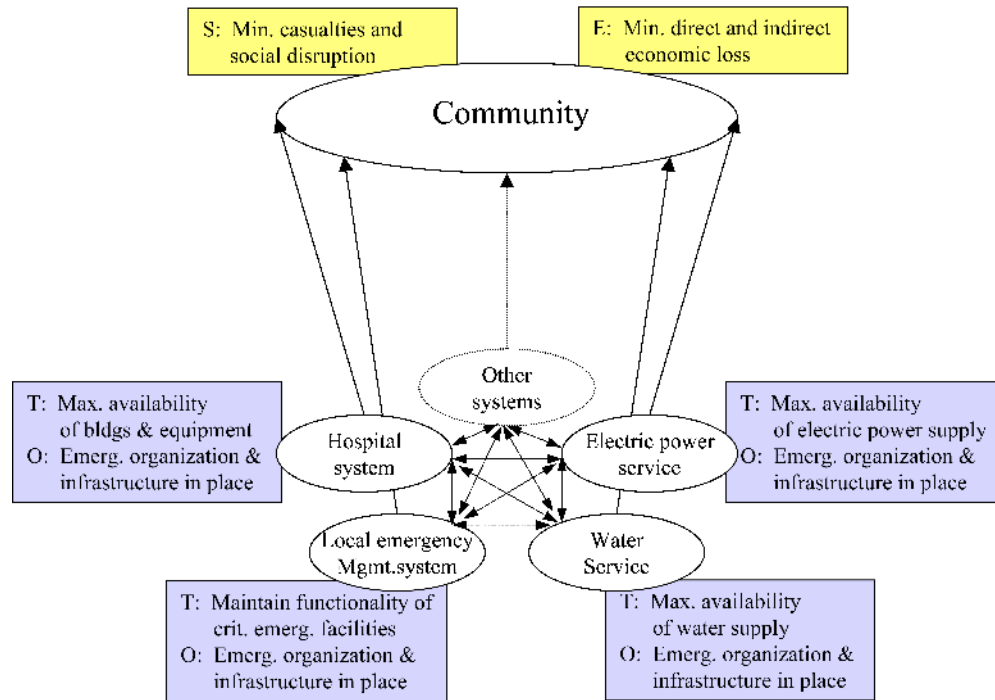 S: Min. casualties and
social disruption
E: Min. direct and indirect
economic loss
Community
Other
systems
T: Max. availability
of bldgs & equipment
O: Emerg. organization &
infrastructure in place
Hospital
system
Electric power
service
T: Max. availability
of electric power supply
O: Emerg. organization &
infrastructure in place
Local emergency
Mgmt.system
Water
Service
T: Maintain functionality of
crit. emerg. facilities
O: Emerg. organization &
infrastructure in place
T: Max. availability
of water supply
O: Emerg. organization &
infrastructure in place